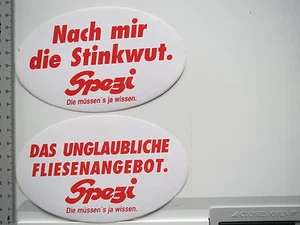 Nach mir
die Stinkwut.
Spezi
Die müssen´s ja wissen.
DAS UNGLAUBLICHE
FLIESENANGEBOT.
Spezi
Die müssen´s ja wissen.